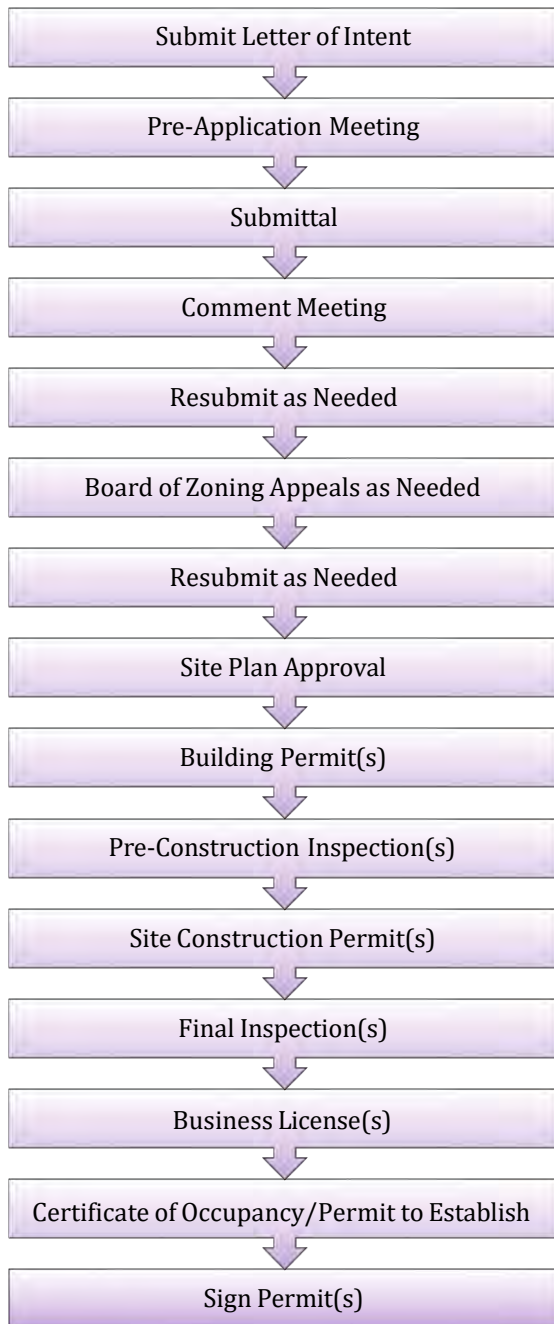 Submit Letter of Intent
Pre-Application Meeting
Submittal
Comment Meeting
Resubmit as Needed
Board of Zoning Appeals as Needed
Resubmit as Needed
Site Plan Approval
Building Permit(s)
Pre-Construction Inspection(s)
Site Construction Permit(s)
Final Inspection(s)
Business License(s)
Certificate of Occupancy/Permit to Establish
Sign Permit(s)